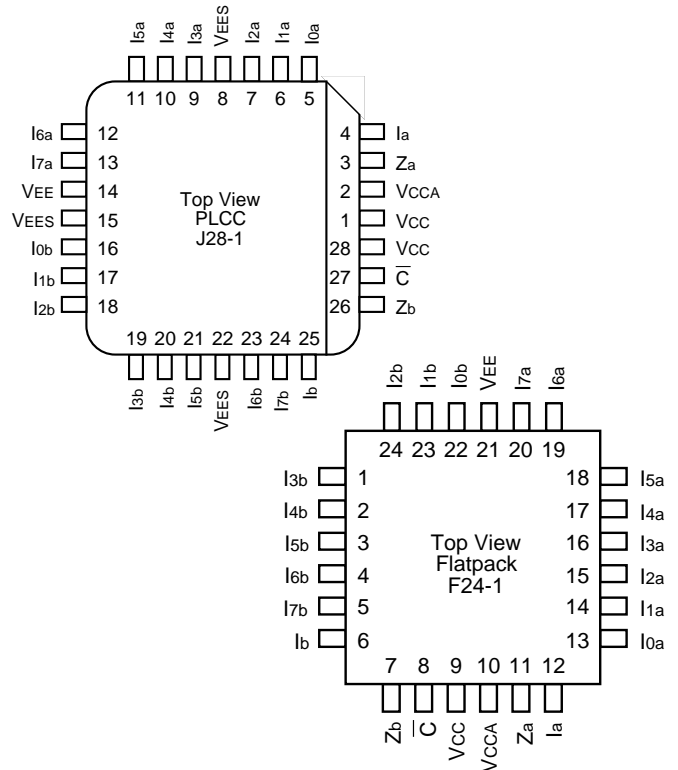 I5a I4a I3a VEES I2a I1a I0a
11 10 9 8 7 6 5
I6a 12
I7a 13
VEE 14
VEES 15
I0b 16
I1b 17
I2b 18
Top View
PLCC
J28-1
4 Ia
3 Za
2 VCCA
1 VCC
28 VCC
27 C̅
26 Zb
19 20 21 22 23 24 25
I3b I4b I5b VEES I6b I7b Ib
I2b I1b I0b VEE I7a I6a
24 23 22 21 20 19
I3b 1
I4b 2
I5b 3
I6b 4
I7b 5
Ib 6
Top View
Flatpack
F24-1
18 I5a
17 I4a
16 I3a
15 I2a
14 I1a
13 I0a
7 8 9 10 11 12
Zb C̅ VCC VCCA Za Ia